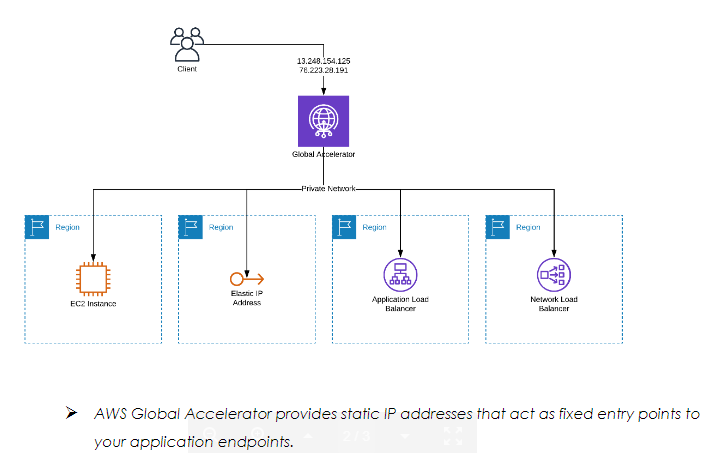 Client
13.248.154.125
76.223.28.191
Global Accelerator
Private Network
Region
Region
Region
Region
EC2 Instance
Elastic IP
Address
Application Load
Balancer
Network Load
Balancer
➤ AWS Global Accelerator provides static IP addresses that act as fixed entry points to
your application endpoints.
2/3